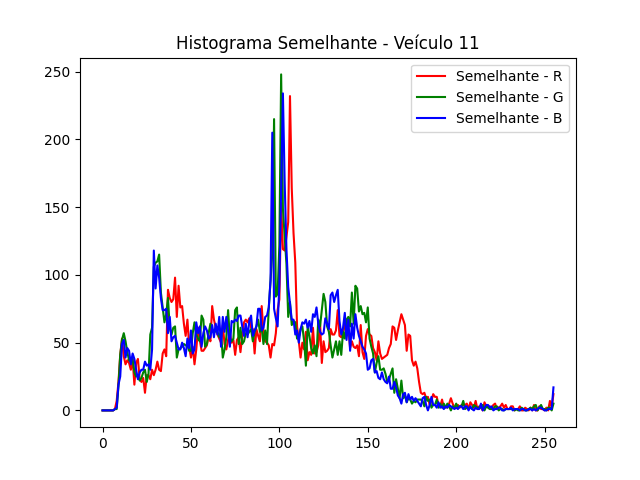 Histograma Semelhante - Veículo 11
Semelhante - R
Semelhante - G
Semelhante - B
250
200
150
100
50
0
0 50 100 150 200 250